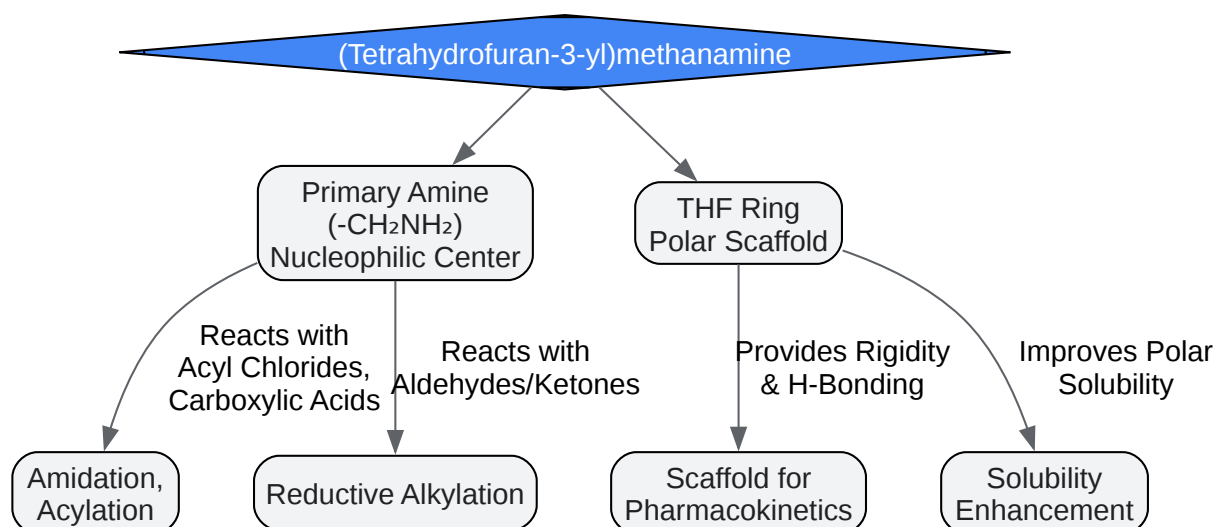 (Tetrahydrofuran-3-yl)methanamine
Primary Amine
(-CH₂NH₂)
Nucleophilic Center
THF Ring
Polar Scaffold
Reacts with
Acyl Chlorides,
Carboxylic Acids
Reacts with
Aldehydes/Ketones
Provides Rigidity
& H-Bonding
Improves Polar
Solubility
Amidation,
Acylation
Reductive Alkylation
Scaffold for
Pharmacokinetics
Solubility
Enhancement